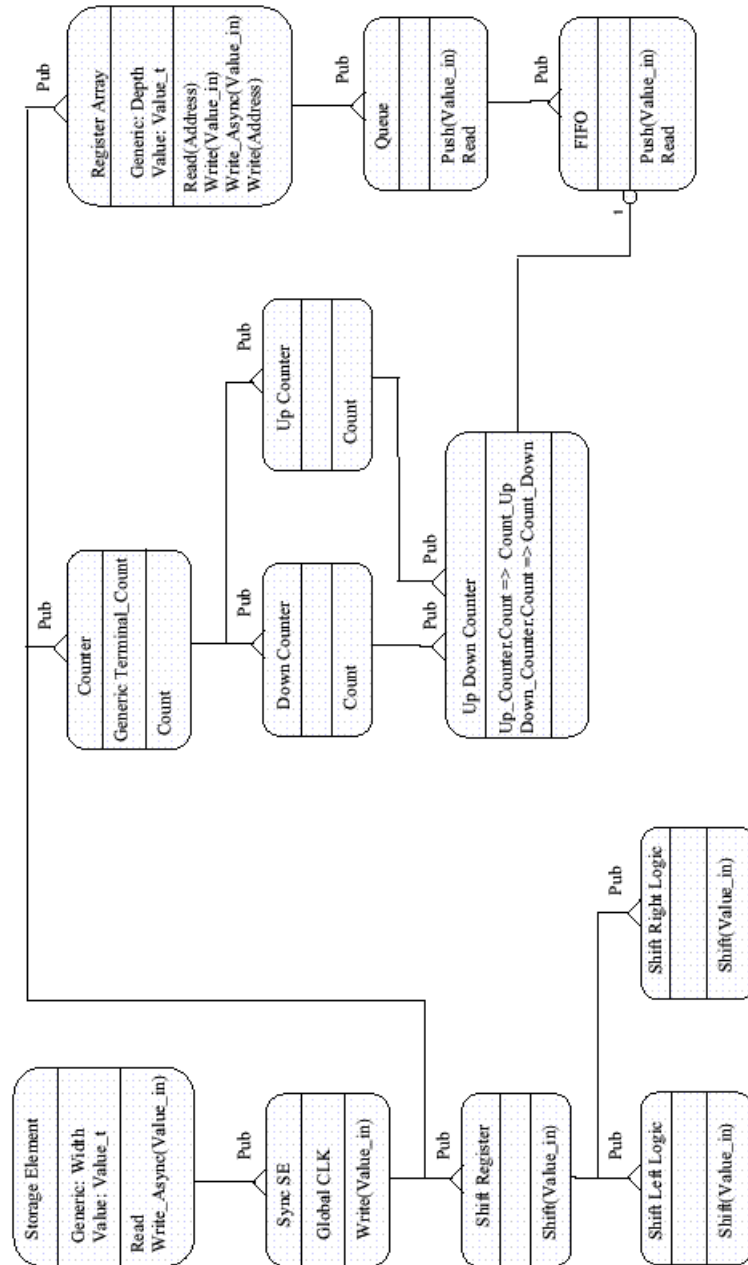 Storage Element
Generic: Width
Value: Value_t
Read
Write_Async(Value_in)
Pub
Sync SE
Global CLK
Write(Value_in)
Pub
Shift Register
Shift(Value_in)
Pub
Shift Left Logic
Shift(Value_in)
Pub
Shift Right Logic
Shift(Value_in)
Pub
Counter
Generic Terminal_Count
Count
Pub
Down Counter
Count
Pub
Up Counter
Count
Pub
Pub
Up Down Counter
Up_Counter.Count => Count_Up
Down_Counter.Count => Count_Down
Pub
Register Array
Generic: Depth
Value: Value_t
Read(Address)
Write(Value_in)
Write_Async(Value_in)
Write(Address)
Pub
Queue
Push(Value_in)
Read
Pub
FIFO
Push(Value_in)
Read
1